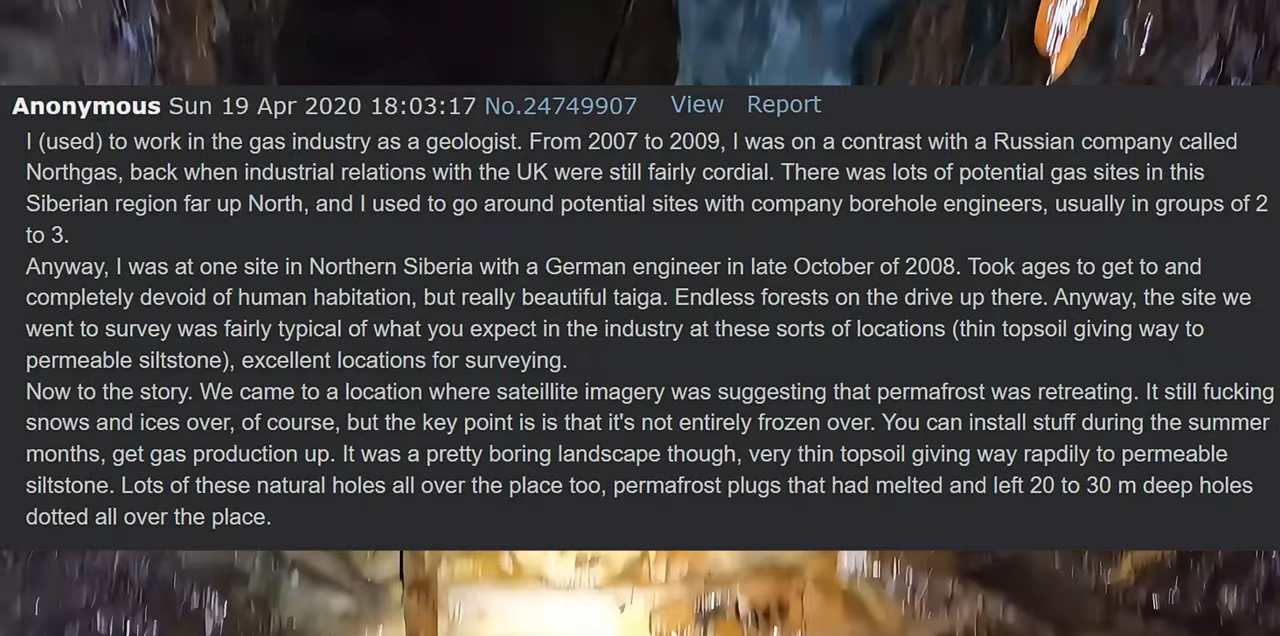 Anonymous Sun 19 Apr 2020 18:03:17 No.24749907 View Report
I (used) to work in the gas industry as a geologist. From 2007 to 2009, I was on a contrast with a Russian company called
Northgas, back when industrial relations with the UK were still fairly cordial. There was lots of potential gas sites in this
Siberian region far up North, and I used to go around potential sites with company borehole engineers, usually in groups of 2
to 3.
Anyway, I was at one site in Northern Siberia with a German engineer in late October of 2008. Took ages to get to and
completely devoid of human habitation, but really beautiful taiga. Endless forests on the drive up there. Anyway, the site we
went to survey was fairly typical of what you expect in the industry at these sorts of locations (thin topsoil giving way to
permeable siltstone), excellent locations for surveying.
Now to the story. We came to a location where sateillite imagery was suggesting that permafrost was retreating. It still fucking
snows and ices over, of course, but the key point is is that it's not entirely frozen over. You can install stuff during the summer
months, get gas production up. It was a pretty boring landscape though, very thin topsoil giving way rapdily to permeable
siltstone. Lots of these natural holes all over the place too, permafrost plugs that had melted and left 20 to 30 m deep holes
dotted all over the place.